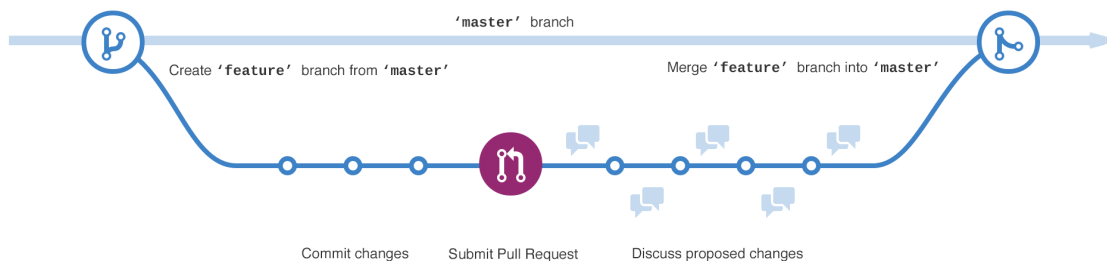 ‘master’ branch
Create ‘feature’ branch from ‘master’
Merge ‘feature’ branch into ‘master’
Commit changes
Submit Pull Request
Discuss proposed changes